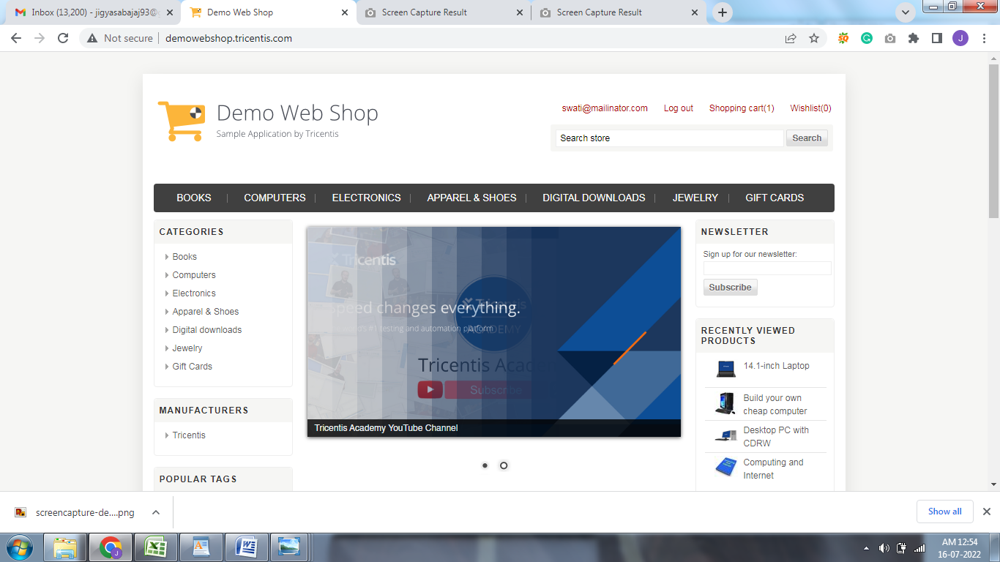 Inbox (13,200) - jigyasabajaj93@
Demo Web Shop
Screen Capture Result
Screen Capture Result
Not secure
demowebshop.tricentis.com
J
Demo Web Shop
Sample Application by Tricentis
swati@mailinator.com
Log out
Shopping cart(1)
Wishlist(0)
Search store
Search
BOOKS
COMPUTERS
ELECTRONICS
APPAREL & SHOES
DIGITAL DOWNLOADS
JEWELRY
GIFT CARDS
CATEGORIES
Books
Computers
Electronics
Apparel & Shoes
Digital downloads
Jewelry
Gift Cards
MANUFACTURERS
Tricentis
POPULAR TAGS
Tricentis
Speed changes everything.
testing and automation platform
Tricentis
ACADEMY
Tricentis Academy
Subscribe
Tricentis Academy YouTube Channel
NEWSLETTER
Sign up for our newsletter:
Subscribe
RECENTLY VIEWED
PRODUCTS
14.1-inch Laptop
Build your own
cheap computer
Desktop PC with
CDRW
Computing and
Internet
screencapture-de....png
Show all
AM 12:54
16-07-2022